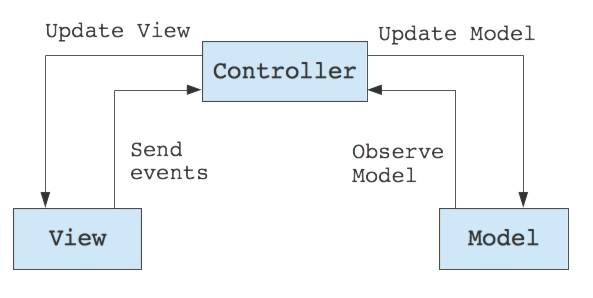 Update View
Update Model
Controller
Send
events
Observe
Model
View
Model